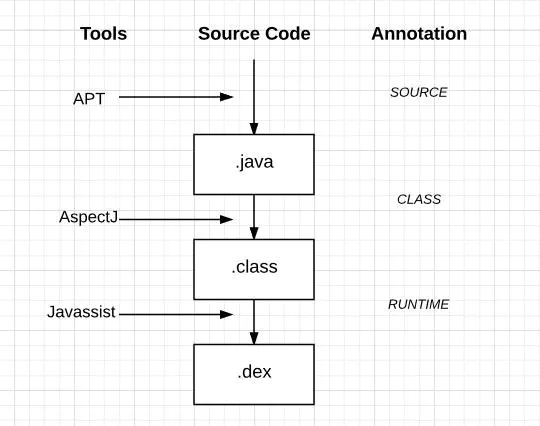 Tools Source Code Annotation
APT SOURCE
.java
CLASS
AspectJ
.class
Javassist RUNTIME
.dex